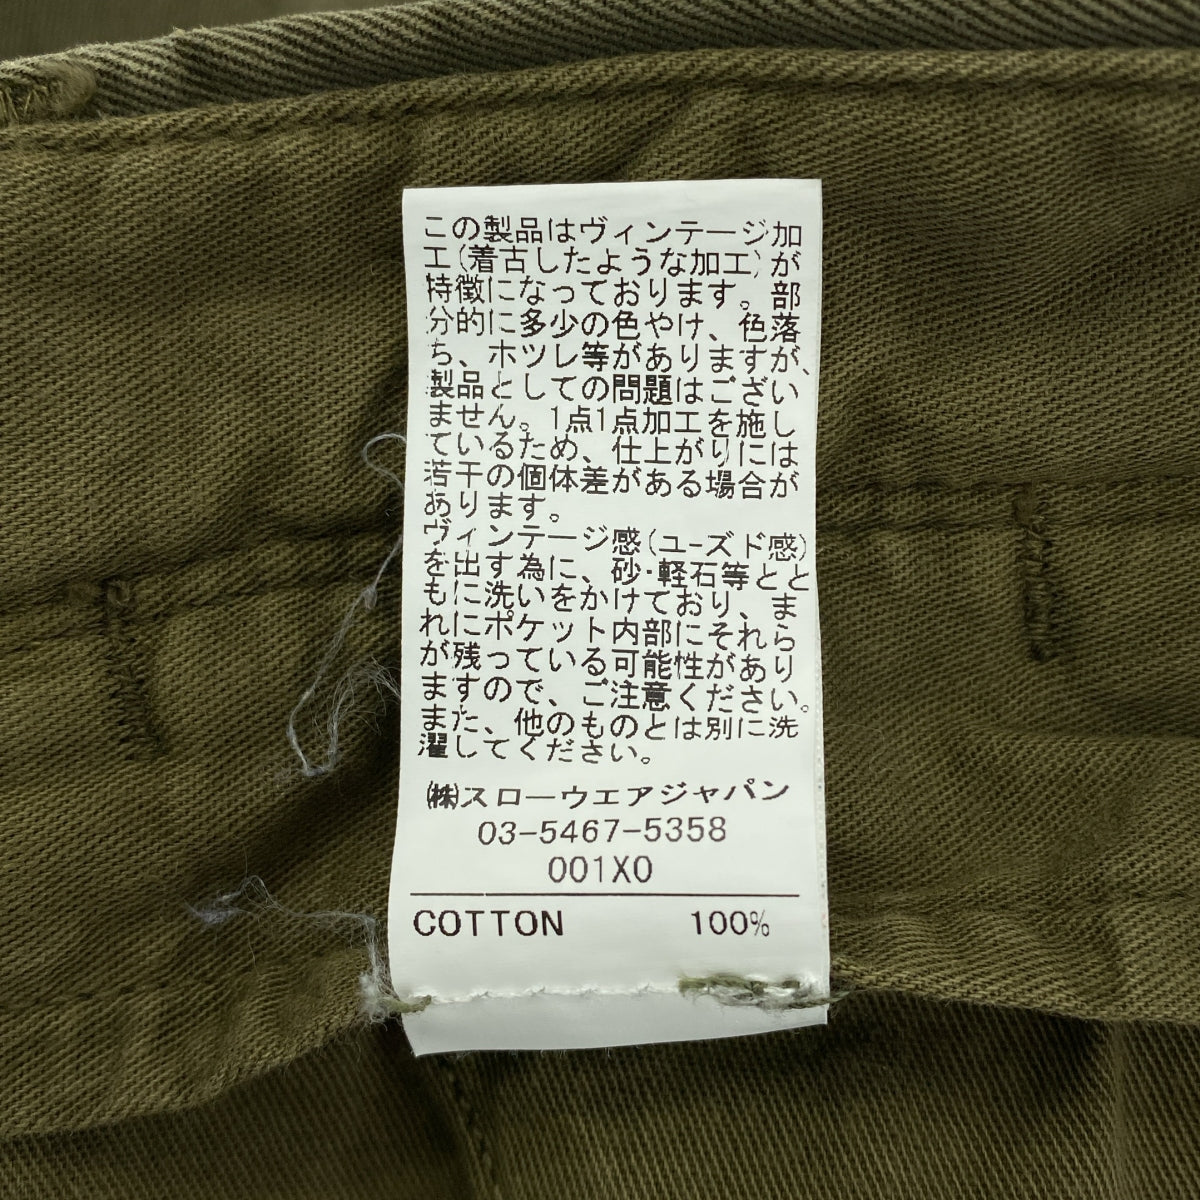 この製品はヴィンテージ加
工(着古したような加工)が
特徴になっております。部
分的に多少の色やけ、色落
ち、ホツレ等がありますが、
製品としての問題はござい
ません。1点1点加工を施し
ているため、仕上がりには
若干の個体差がある場合が
あります。
ヴィンテージ感(ユーズド感)
を出す為に、砂・軽石等とと
もに洗いをかけており、ま
れにポケット内部にそれら
が残っている可能性があり
ますので、ご注意ください。
また、他のものとは別に洗
濯してください。
㈱スローウエアジャパン
03-5467-5358
001X0
COTTON 100%